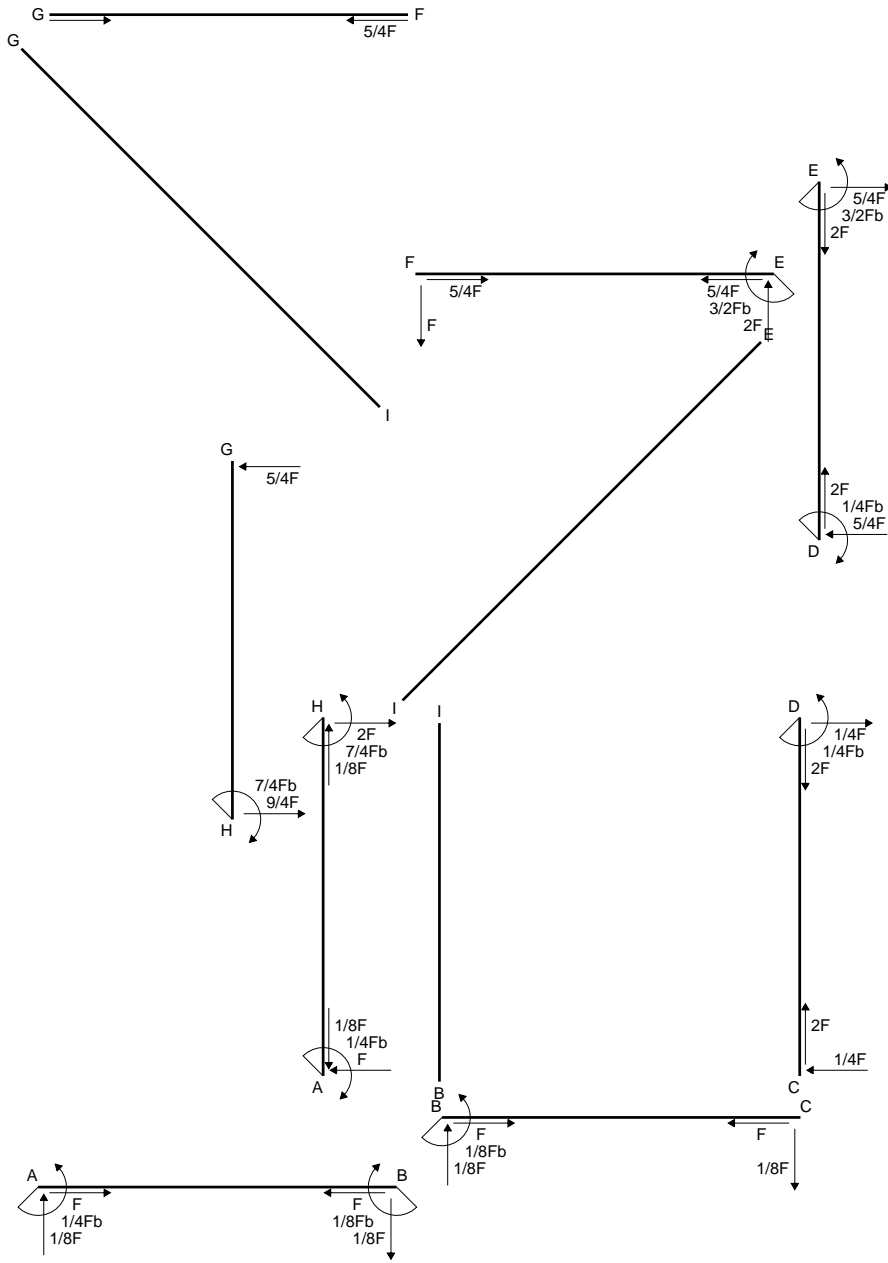 G F
5/4F
G
E
5/4F
3/2Fb
2F
F E
5/4F 5/4F
3/2Fb
F 2F
E
I
G
5/4F
2F
1/4Fb
5/4F
D
H I I D
2F 1/4F
7/4Fb 1/4Fb
1/8F 2F
7/4Fb
9/4F
H
1/8F 2F
1/4Fb
F 1/4F
A B C
B C
F F
1/8Fb
1/8F 1/8F
A B
F F
1/4Fb 1/8Fb
1/8F 1/8F